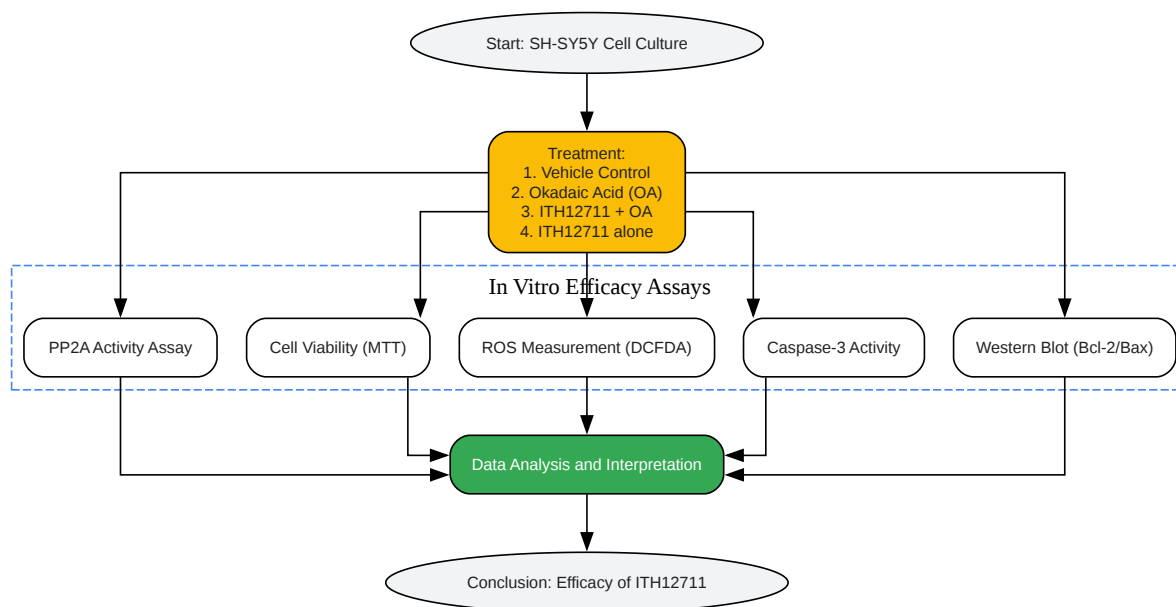 Start: SH-SY5Y Cell Culture
Treatment:
1. Vehicle Control
2. Okadaic Acid (OA)
3. ITH12711 + OA
4. ITH12711 alone
In Vitro Efficacy Assays
PP2A Activity Assay
Cell Viability (MTT)
ROS Measurement (DCFDA)
Caspase-3 Activity
Western Blot (Bcl-2/Bax)
Data Analysis and Interpretation
Conclusion: Efficacy of ITH12711